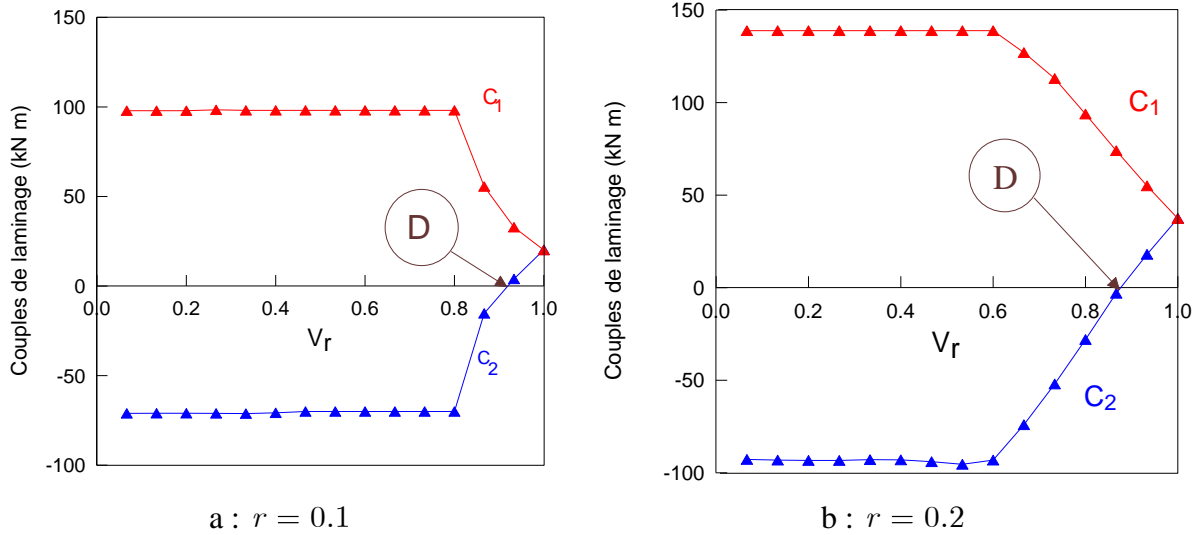 150
100
50
0
-50
-100
Couples de laminage (kN m)
0.0 0.2 0.4 0.6 0.8 1.0
Vr
C1
C2
D
a : r = 0.1
150
100
50
0
-50
-100
Couples de laminage (kN m)
0.0 0.2 0.4 0.6 0.8 1.0
Vr
C1
C2
D
b : r = 0.2